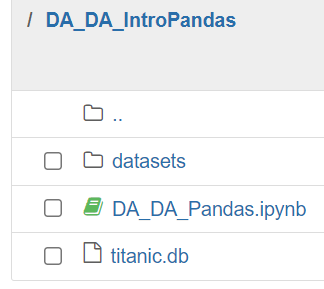 / DA_DA_IntroPandas
..
datasets
DA_DA_Pandas.ipynb
titanic.db